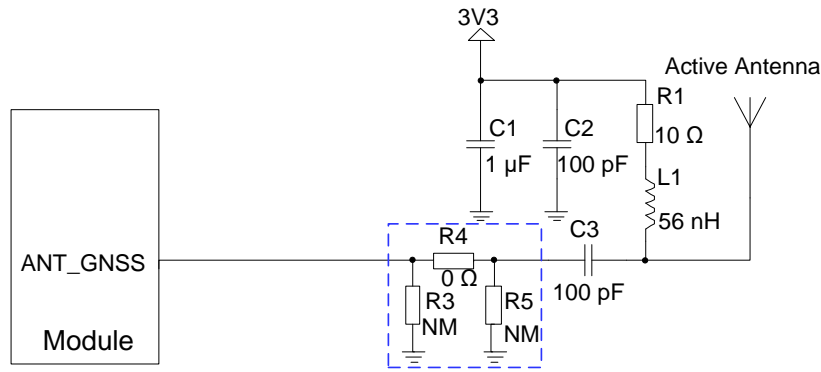 3V3
Active Antenna
R1
10 Ω
C1
1 µF
C2
100 pF
L1
56 nH
C3
100 pF
R4
0 Ω
ANT_GNSS
R3
NM
R5
NM
Module